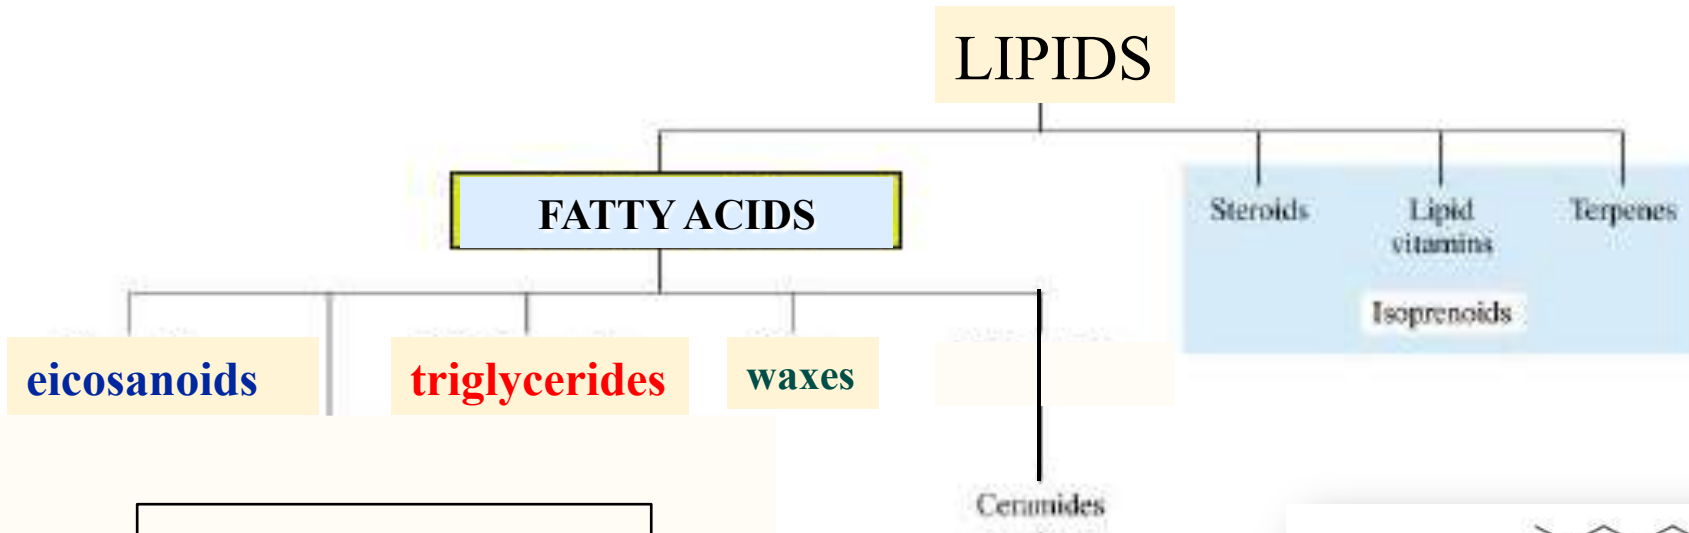 LIPIDS
FATTY ACIDS
Steroids
Lipid
vitamins
Terpenes
Isoprenoids
eicosanoids
triglycerides
waxes
Ceramides